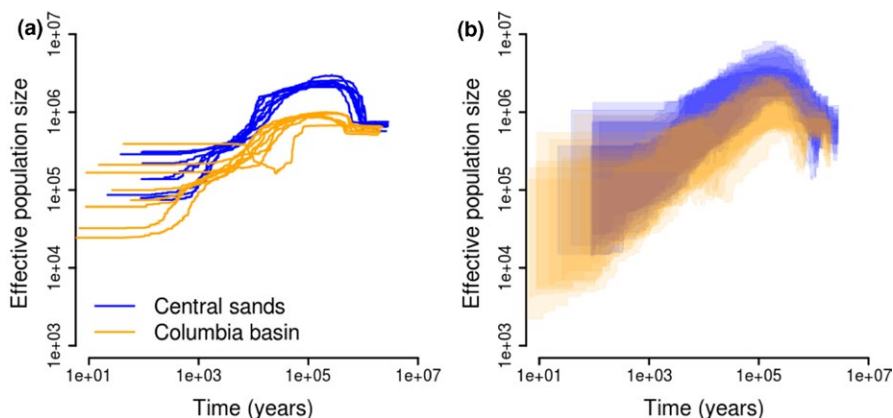 (a)
Effective population size
1e+07
1e+06
1e+05
1e+04
1e+03
Central sands
Columbia basin
1e+01
1e+03
1e+05
1e+07
Time (years)
(b)
Effective population size
1e+07
1e+06
1e+05
1e+04
1e+03
1e+01
1e+03
1e+05
1e+07
Time (years)